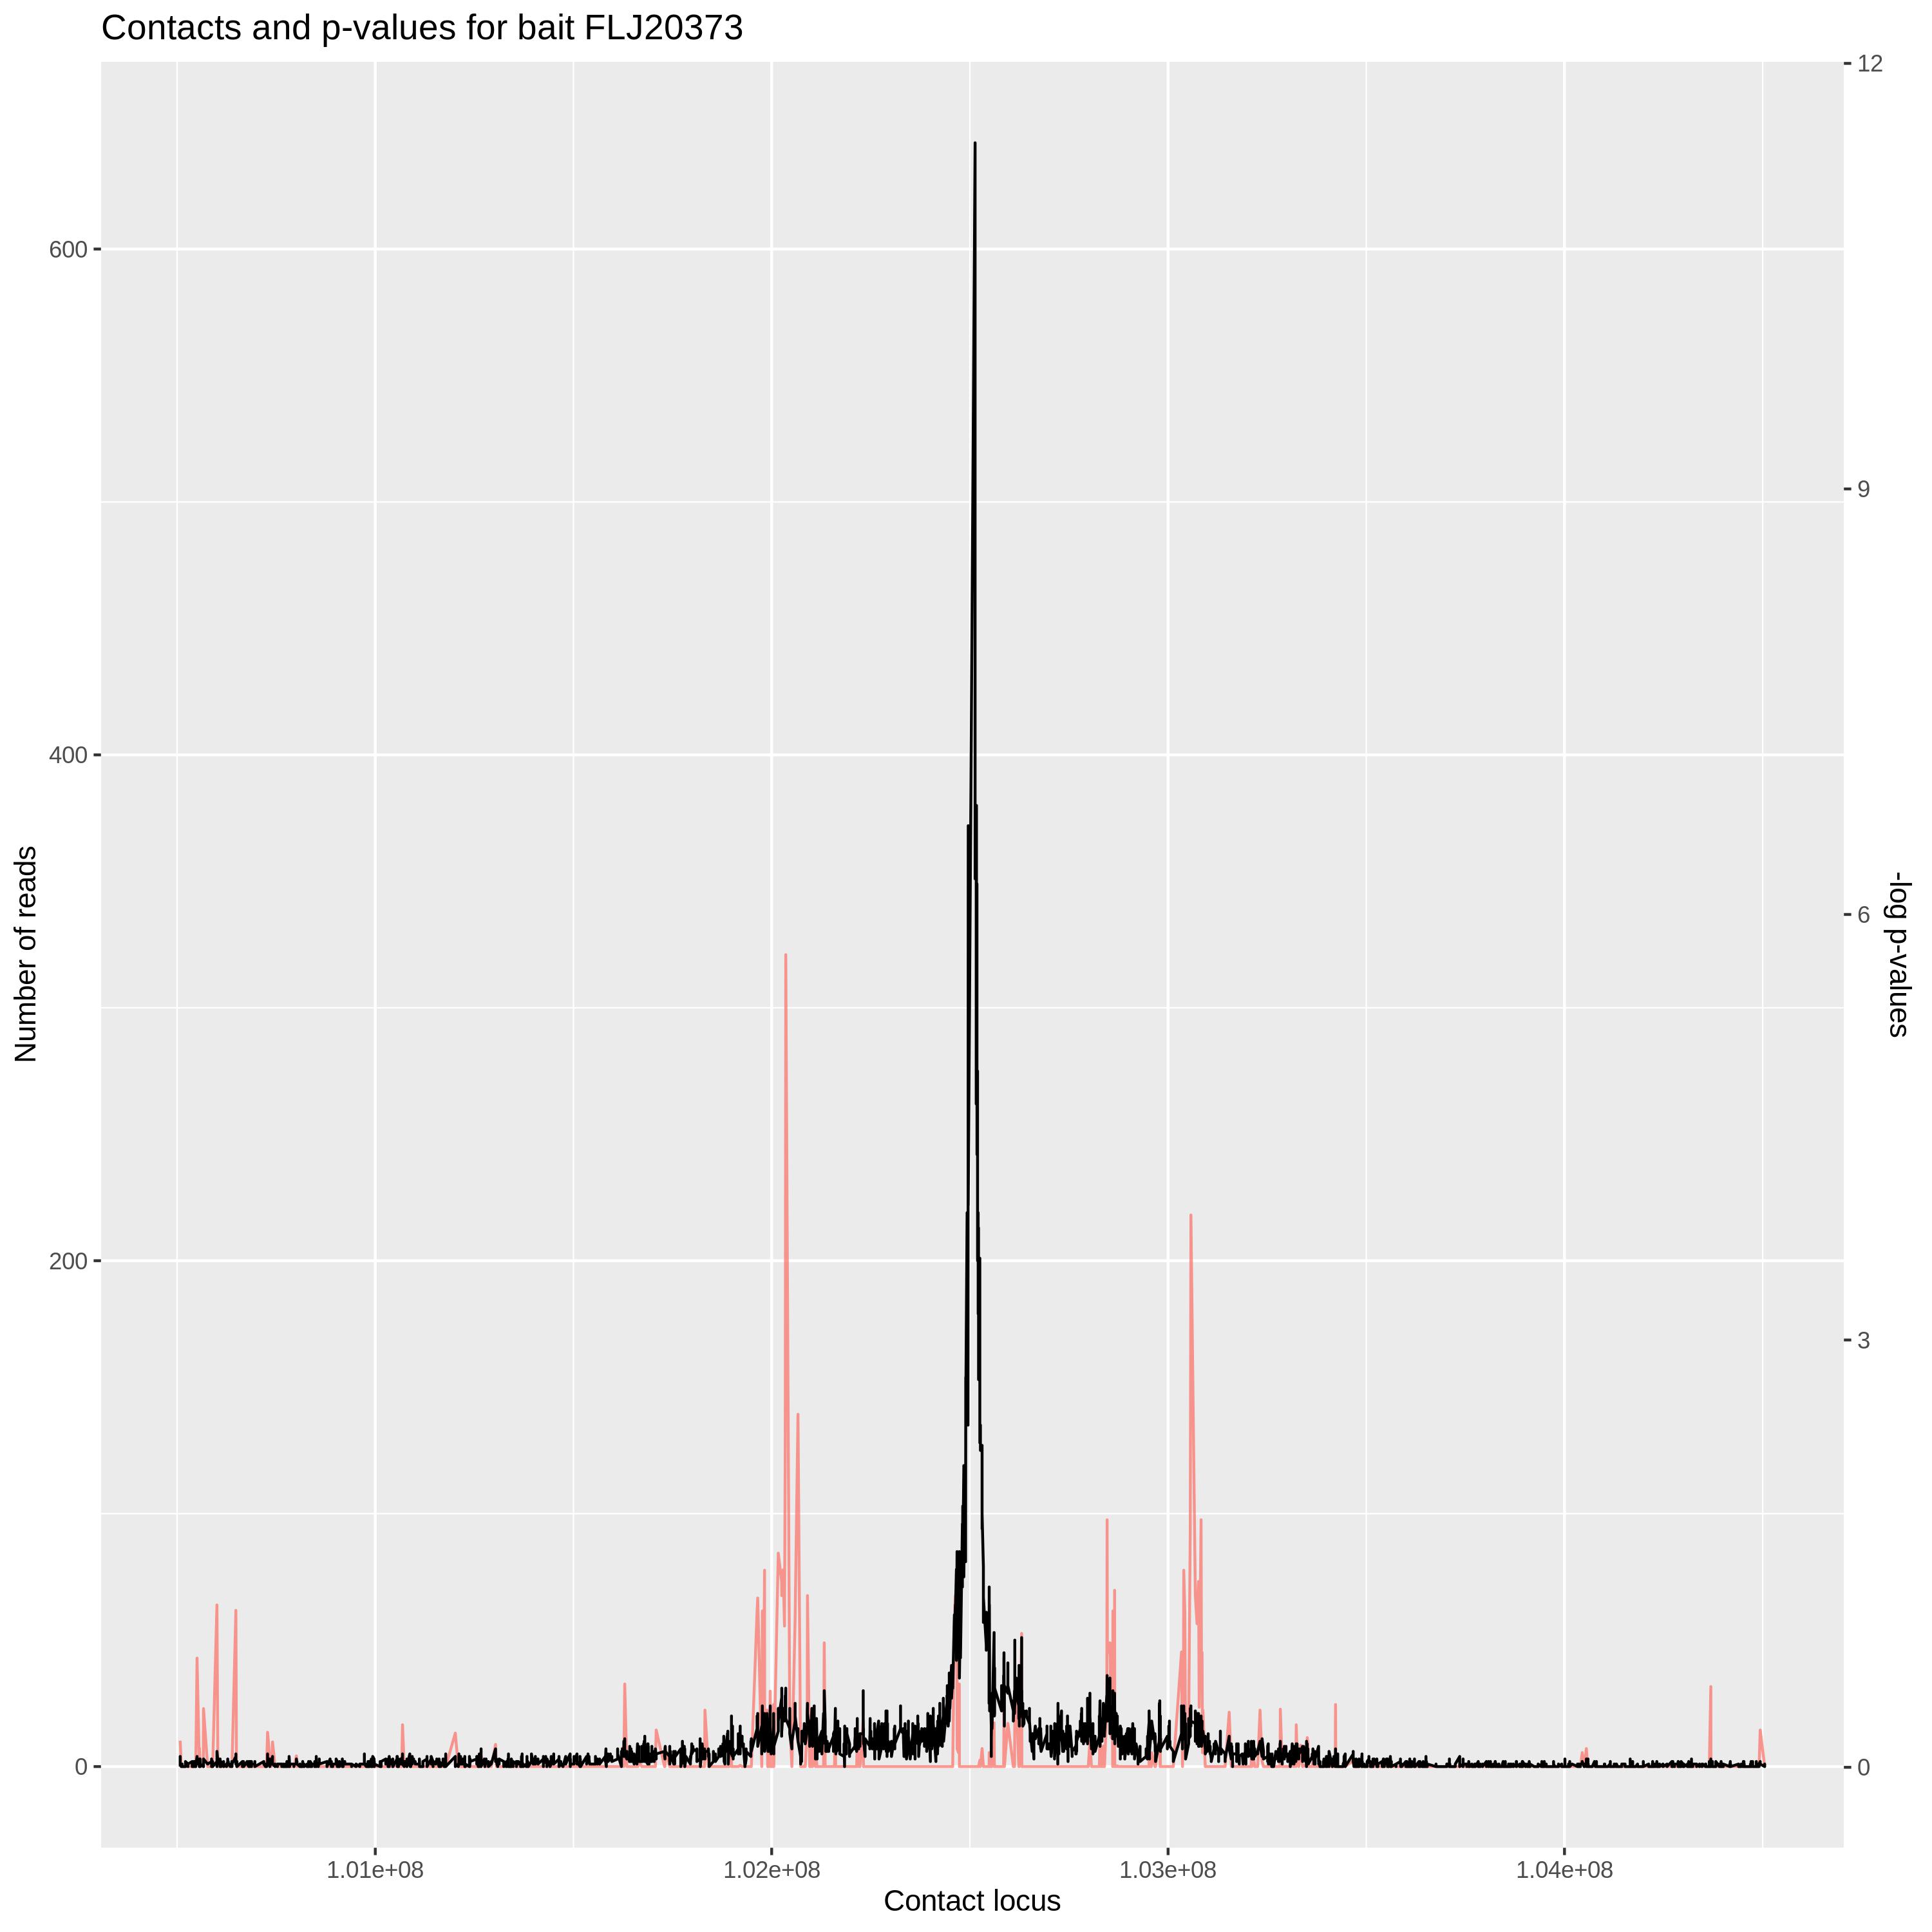 Contacts and p-values for bait FLJ20373
12
600
9
400
6
Number of reads
-log p-values
200
3
0
0
1.01e+08
1.02e+08
1.03e+08
1.04e+08
Contact locus